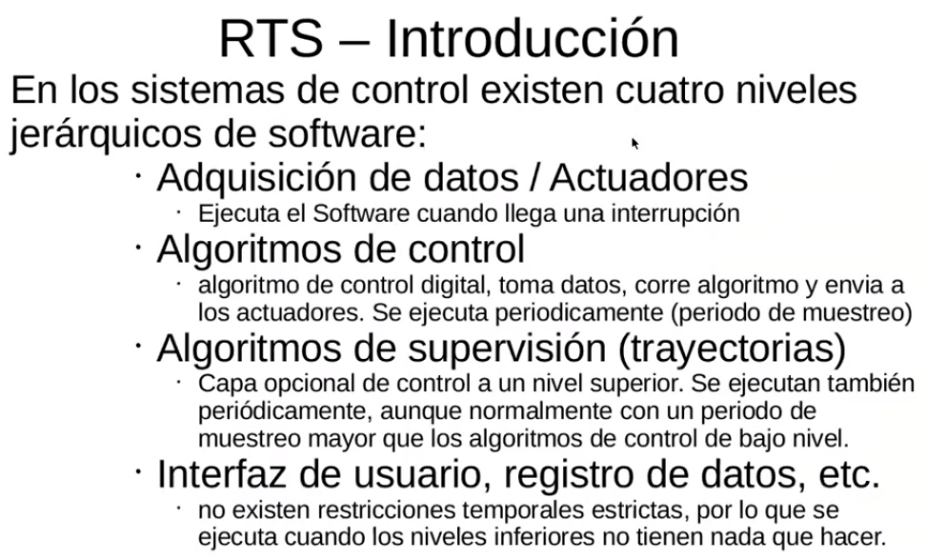 RTS – Introducción
En los sistemas de control existen cuatro niveles
jerárquicos de software:
· Adquisición de datos / Actuadores
· Ejecuta el Software cuando llega una interrupción
· Algoritmos de control
· algoritmo de control digital, toma datos, corre algoritmo y envia a
los actuadores. Se ejecuta periodicamente (periodo de muestreo)
· Algoritmos de supervisión (trayectorias)
· Capa opcional de control a un nivel superior. Se ejecutan también
periódicamente, aunque normalmente con un periodo de
muestreo mayor que los algoritmos de control de bajo nivel.
· Interfaz de usuario, registro de datos, etc.
· no existen restricciones temporales estrictas, por lo que se
ejecuta cuando los niveles inferiores no tienen nada que hacer.